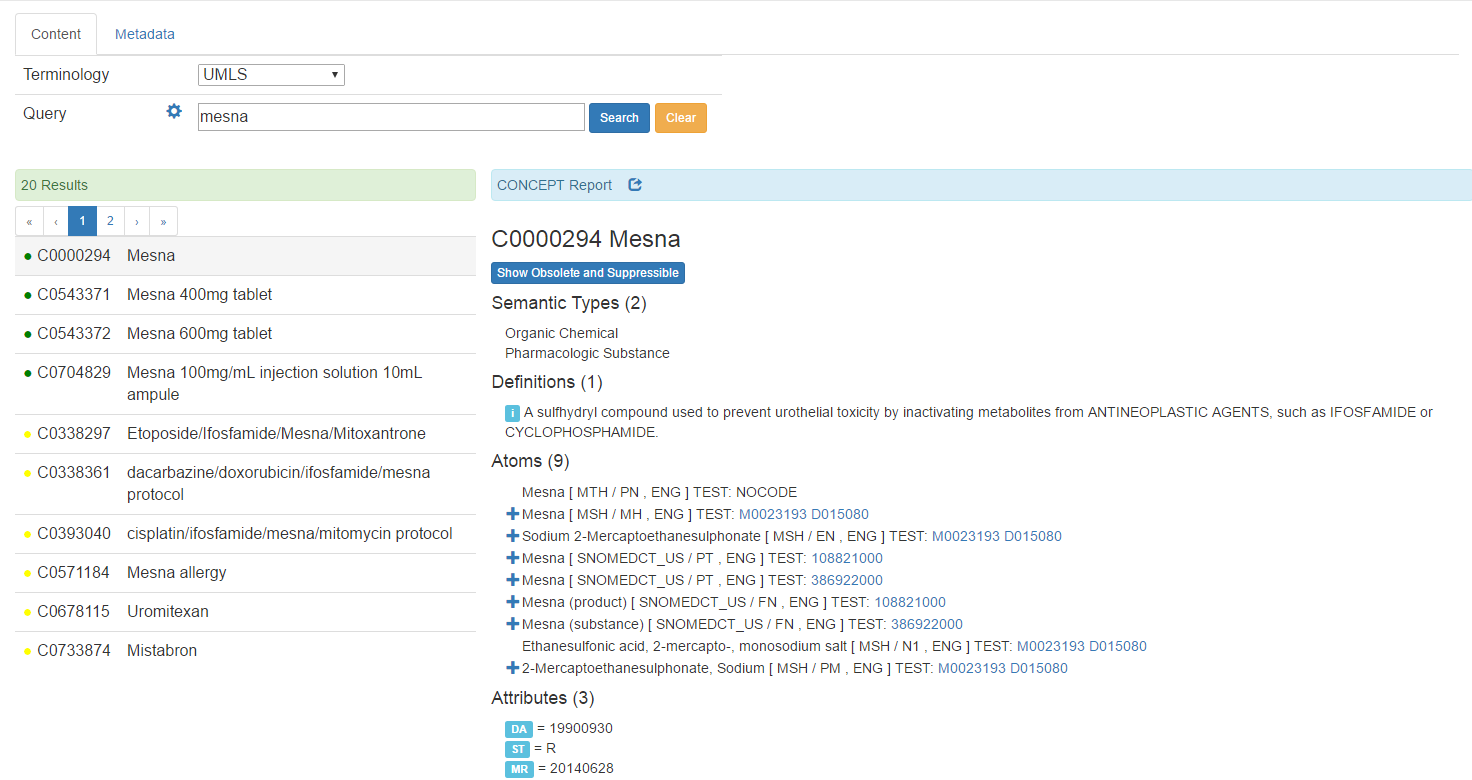 Content Metadata
Terminology UMLS
Query mesna Search Clear
20 Results
« ‹ 1 2 › »
C0000294 Mesna
C0543371 Mesna 400mg tablet
C0543372 Mesna 600mg tablet
C0704829 Mesna 100mg/mL injection solution 10mL
ampule
C0338297 Etoposide/Ifosfamide/Mesna/Mitoxantrone
C0338361 dacarbazine/doxorubicin/ifosfamide/mesna
protocol
C0393040 cisplatin/ifosfamide/mesna/mitomycin protocol
C0571184 Mesna allergy
C0678115 Uromitexan
C0733874 Mistabron
CONCEPT Report
C0000294 Mesna
Show Obsolete and Suppressible
Semantic Types (2)
Organic Chemical
Pharmacologic Substance
Definitions (1)
i A sulfhydryl compound used to prevent urothelial toxicity by inactivating metabolites from ANTINEOPLASTIC AGENTS, such as IFOSFAMIDE or
CYCLOPHOSPHAMIDE.
Atoms (9)
Mesna [ MTH / PN , ENG ] TEST: NOCODE
Mesna [ MSH / MH , ENG ] TEST: M0023193 D015080
Sodium 2-Mercaptoethanesulphonate [ MSH / EN , ENG ] TEST: M0023193 D015080
Mesna [ SNOMEDCT_US / PT , ENG ] TEST: 108821000
Mesna [ SNOMEDCT_US / PT , ENG ] TEST: 386922000
Mesna (product) [ SNOMEDCT_US / FN , ENG ] TEST: 108821000
Mesna (substance) [ SNOMEDCT_US / FN , ENG ] TEST: 386922000
Ethanesulfonic acid, 2-mercapto-, monosodium salt [ MSH / N1 , ENG ] TEST: M0023193 D015080
2-Mercaptoethanesulphonate, Sodium [ MSH / PM , ENG ] TEST: M0023193 D015080
Attributes (3)
DA = 19900930
ST = R
MR = 20140628